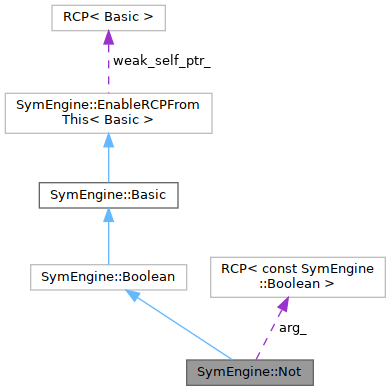 RCP< Basic >
weak_self_ptr_
SymEngine::EnableRCPFrom
This< Basic >
SymEngine::Basic
SymEngine::Boolean
RCP< const SymEngine
::Boolean >
arg_
SymEngine::Not